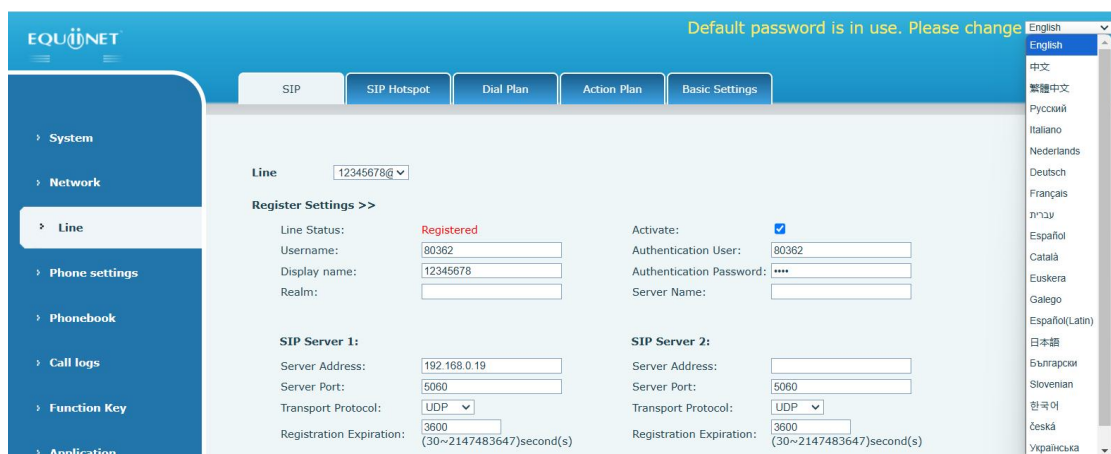 EQUIINET
Default password is in use. Please change
English
English
中文
繁體中文
Русский
Italiano
Nederlands
Deutsch
Français
עברית
Español
Català
Euskera
Galego
Español(Latin)
日本語
Български
Slovenian
한국어
česká
Українська
SIP
SIP Hotspot
Dial Plan
Action Plan
Basic Settings
› System
› Network
› Line
› Phone settings
› Phonebook
› Call logs
› Function Key
› Application
Line 12345678@
Register Settings >>
Line Status: Registered Activate:
Username: 80362 Authentication User: 80362
Display name: 12345678 Authentication Password: ••••
Realm: Server Name:
SIP Server 1: SIP Server 2:
Server Address: 192.168.0.19 Server Address:
Server Port: 5060 Server Port: 5060
Transport Protocol: UDP Transport Protocol: UDP
Registration Expiration: 3600 Registration Expiration: 3600
(30~2147483647)second(s) (30~2147483647)second(s)